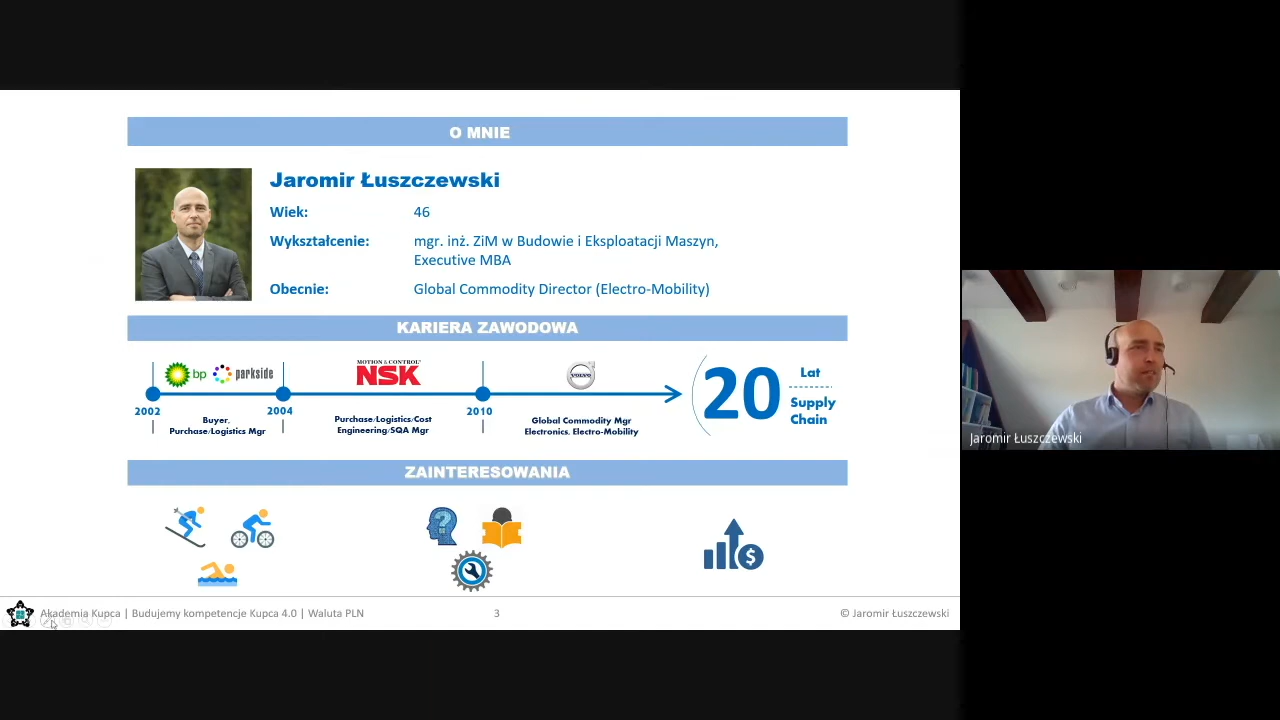 O MNIE
Jaromir Łuszczewski
Wiek: 46
Wykształcenie: mgr. inż. ZiM w Budowie i Eksploatacji Maszyn,
Executive MBA
Obecnie: Global Commodity Director (Electro-Mobility)
KARIERA ZAWODOWA
bp parkside
MOTION & CONTROL
NSK
VOLVO
2002
2004
2010
Buyer,
Purchase/Logistics Mgr
Purchase/Logistics/Cost
Engineering/SQA Mgr
Global Commodity Mgr
Electronics, Electro-Mobility
20
Lat
Supply
Chain
ZAINTERESOWANIA
?
$
Akademia Kupca | Budujemy kompetencje Kupca 4.0 | Waluta PLN
3
© Jaromir Łuszczewski
Jaromir Łuszczewski